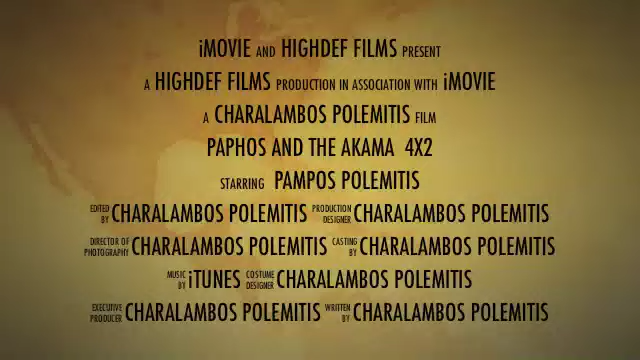 iMOVIE AND HIGHDEF FILMS PRESENT
A HIGHDEF FILMS PRODUCTION IN ASSOCIATION WITH iMOVIE
A CHARALAMBOS POLEMITIS FILM
PAPHOS AND THE AKAMA 4X2
STARRING PAMPOS POLEMITIS
EDITED BY CHARALAMBOS POLEMITIS PRODUCTION DESIGNER CHARALAMBOS POLEMITIS
DIRECTOR OF PHOTOGRAPHY CHARALAMBOS POLEMITIS CASTING BY CHARALAMBOS POLEMITIS
MUSIC BY iTUNES COSTUME DESIGNER CHARALAMBOS POLEMITIS
EXECUTIVE PRODUCER CHARALAMBOS POLEMITIS WRITTEN BY CHARALAMBOS POLEMITIS